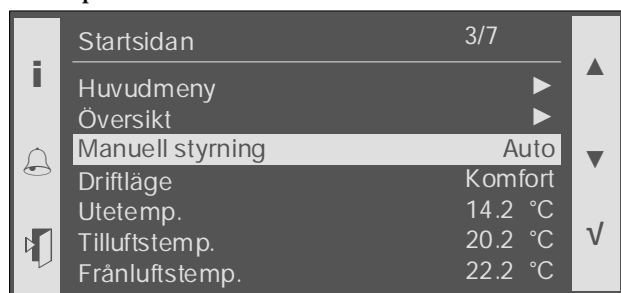 Startsidan 3/7
Huvudmeny ▶
Översikt ▶
Manuell styrning Auto
Driftläge Komfort
Utetemp. 14.2 °C
Tilluftstemp. 20.2 °C
Frånluftstemp. 22.2 °C
i
▲
▼
√